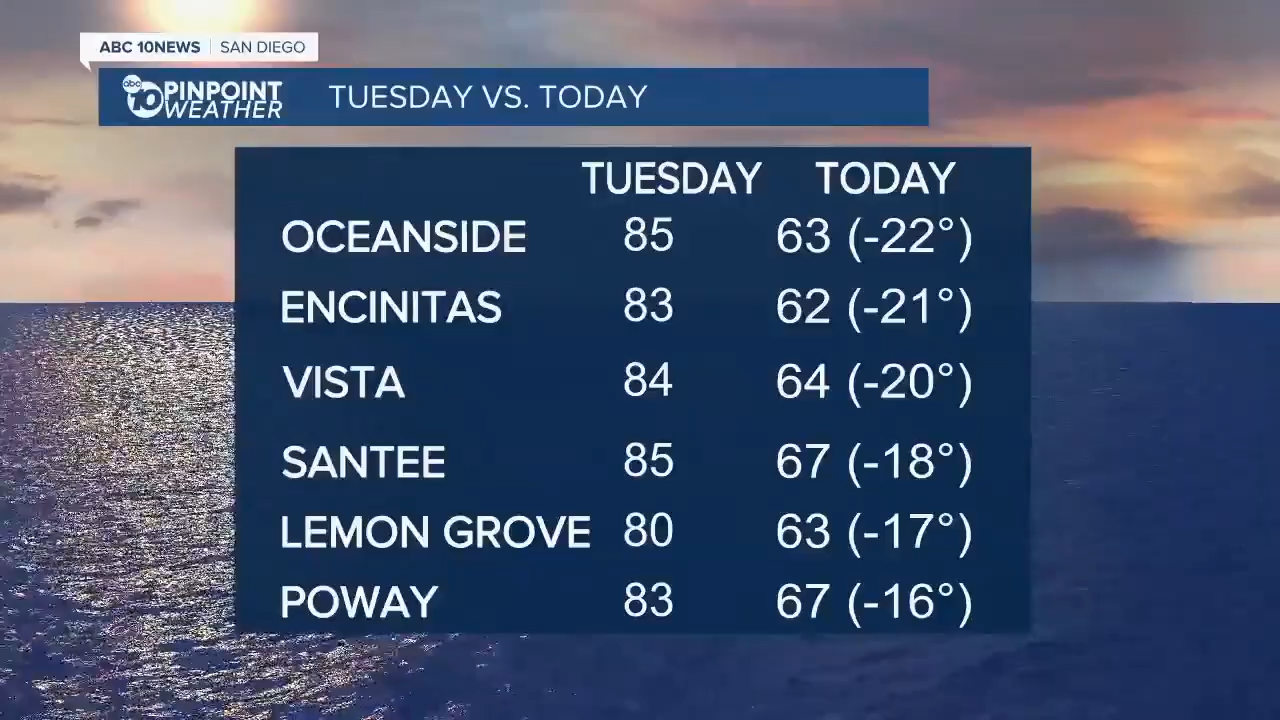 ABC 10NEWS | SAN DIEGO
abc 10 PINPOINT WEATHER
TUESDAY VS. TODAY
TUESDAY TODAY
OCEANSIDE 85 63 (-22°)
ENCINITAS 83 62 (-21°)
VISTA 84 64 (-20°)
SANTEE 85 67 (-18°)
LEMON GROVE 80 63 (-17°)
POWAY 83 67 (-16°)